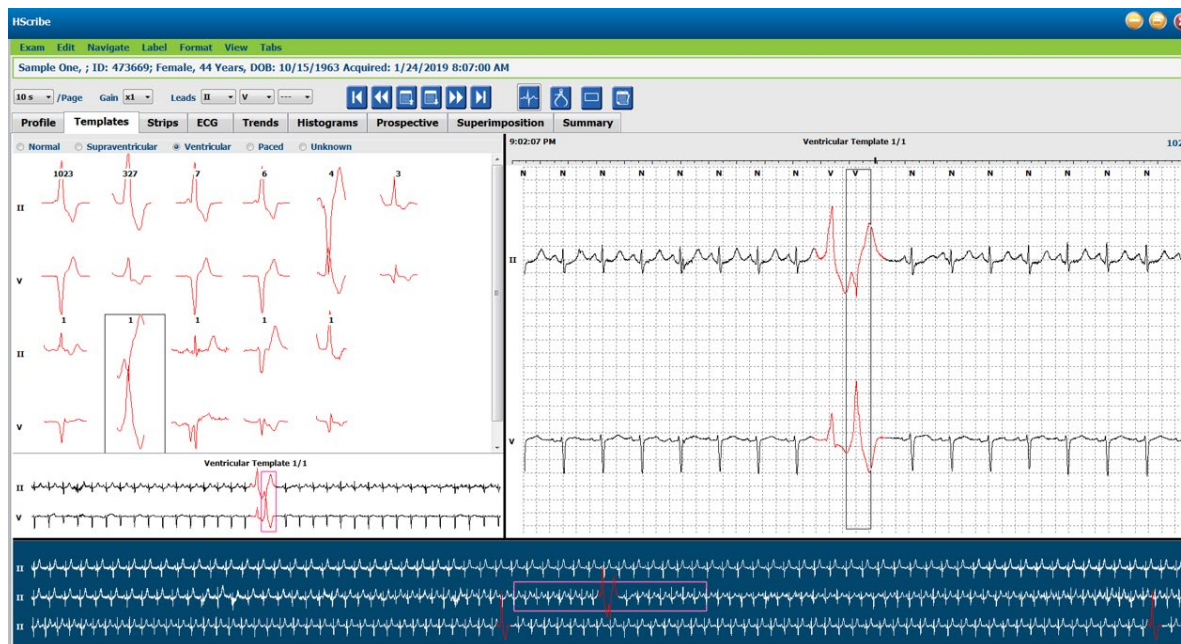 HScribe
Exam Edit Navigate Label Format View Tabs
Sample One, ; ID: 473669; Female, 44 Years, DOB: 10/15/1963 Acquired: 1/24/2019 8:07:00 AM
10 s /Page Gain x1 Leads II V ---
Profile Templates Strips ECG Trends Histograms Prospective Superimposition Summary
Normal Supraventricular Ventricular Paced Unknown
9:02:07 PM Ventricular Template 1/1 102
1023 327 7 6 4 3
N N N N N N N N V V N N N N N N N
II
II
V
1 1 1 1 1
II
V
V
Ventricular Template 1/1
II
V
II
II
II